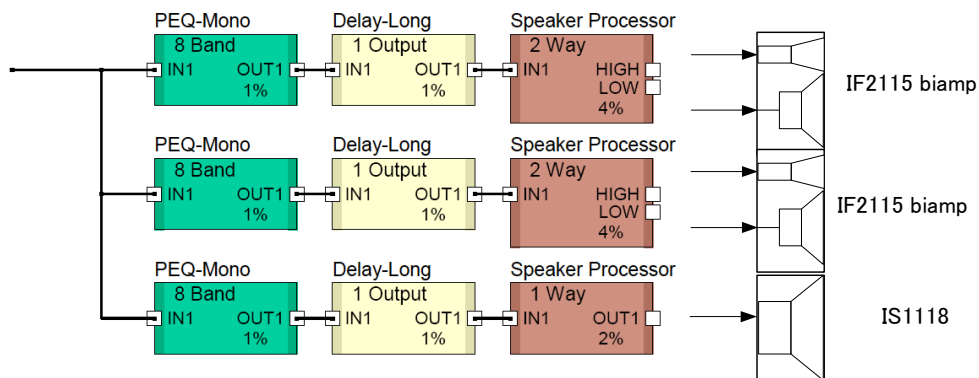 PEQ-Mono Delay-Long Speaker Processor
8 Band 1 Output 2 Way
IN1 OUT1 IN1 OUT1 IN1 HIGH
1% 1% LOW
4%
IF2115 biamp
PEQ-Mono Delay-Long Speaker Processor
8 Band 1 Output 2 Way
IN1 OUT1 IN1 OUT1 IN1 HIGH
1% 1% LOW
4%
IF2115 biamp
PEQ-Mono Delay-Long Speaker Processor
8 Band 1 Output 1 Way
IN1 OUT1 IN1 OUT1 IN1 OUT1
1% 1% 2%
IS1118